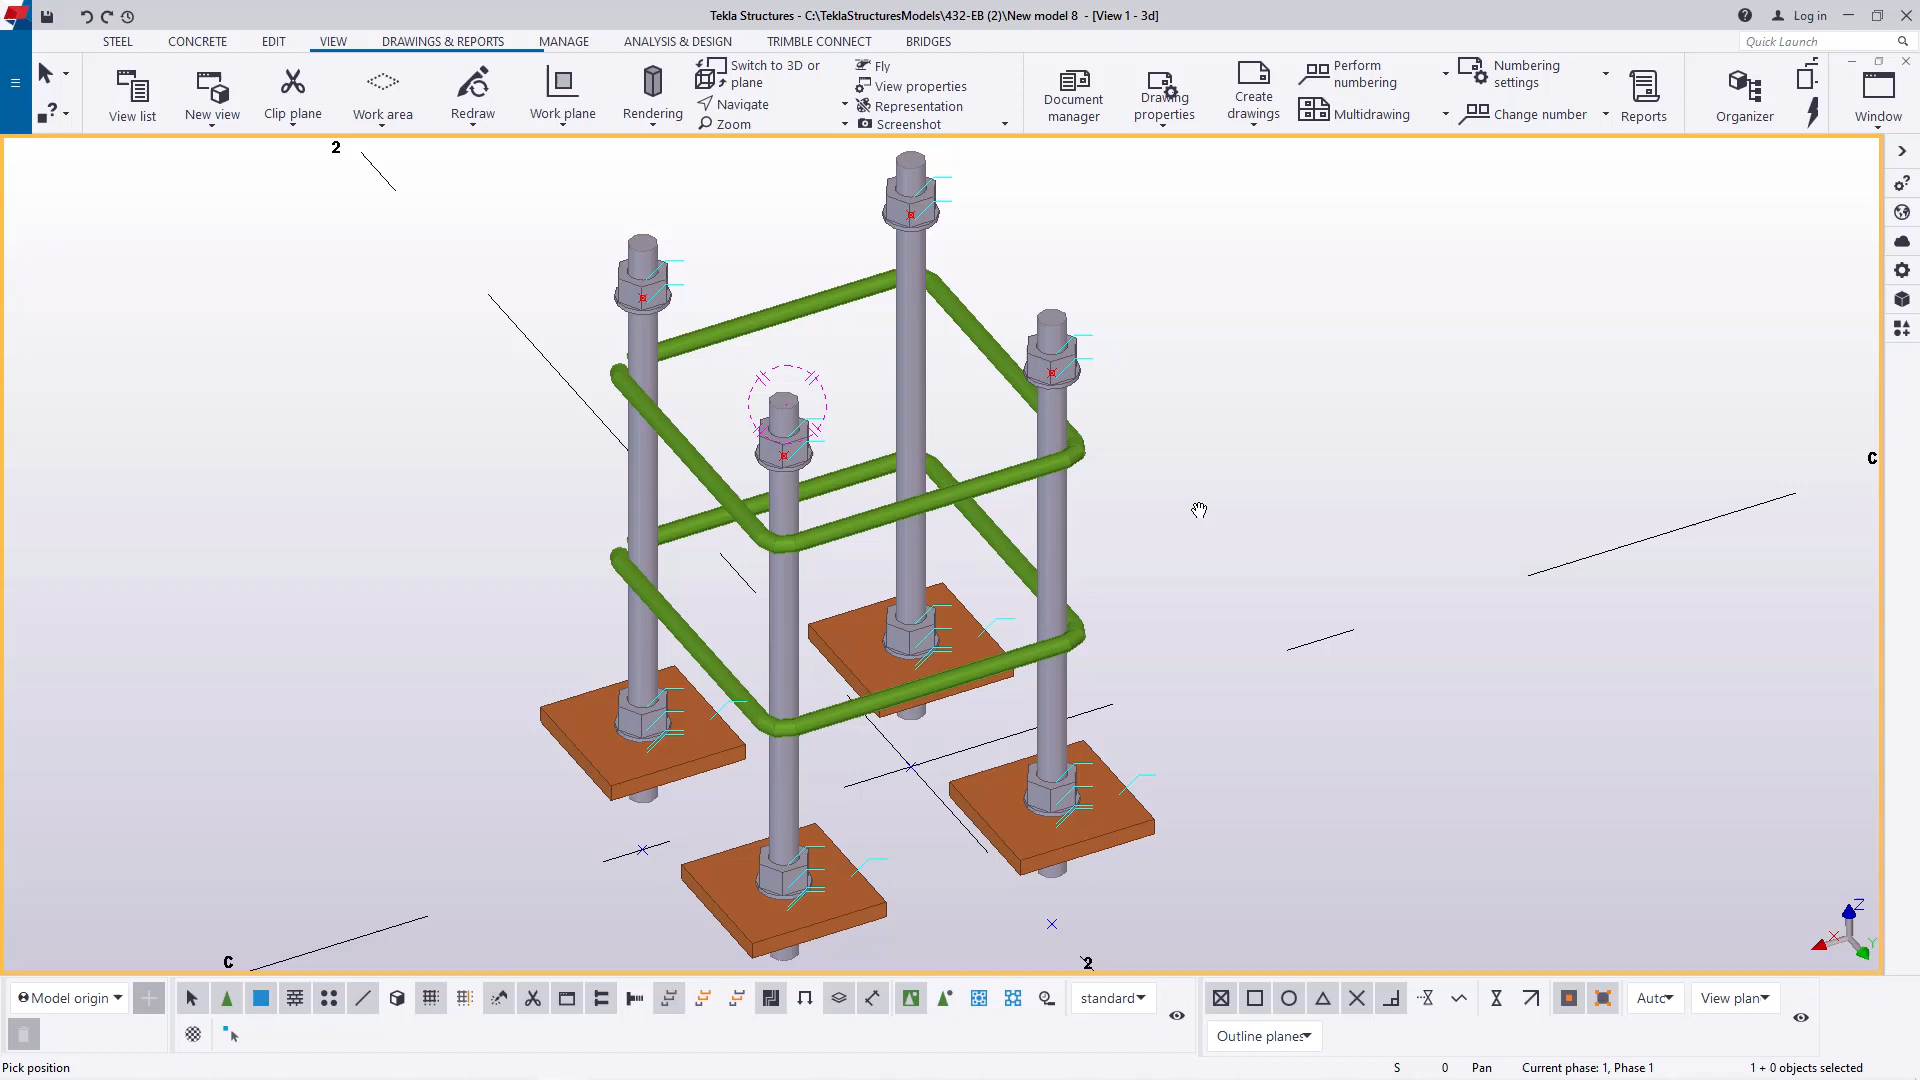 Tekla Structures - C:\TeklaStructuresModels\432-EB (2)\New model 8 - [View 1 - 3d]
Log in
STEEL CONCRETE EDIT VIEW DRAWINGS & REPORTS MANAGE ANALYSIS & DESIGN TRIMBLE CONNECT BRIDGES
Quick Launch
View list
New view
Clip plane
Work area
Redraw
Work plane
Rendering
Switch to 3D or
plane
Navigate
Zoom
Fly
View properties
Representation
Screenshot
Document
manager
Drawing
properties
Create
drawings
Perform
numbering
Multidrawing
Numbering
settings
Change number
Reports
Organizer
Window
2
C
C
2
Z
X
Y
Model origin
standard
Auto
View plan
Outline planes
Pick position
S 0 Pan Current phase: 1, Phase 1 1 + 0 objects selected